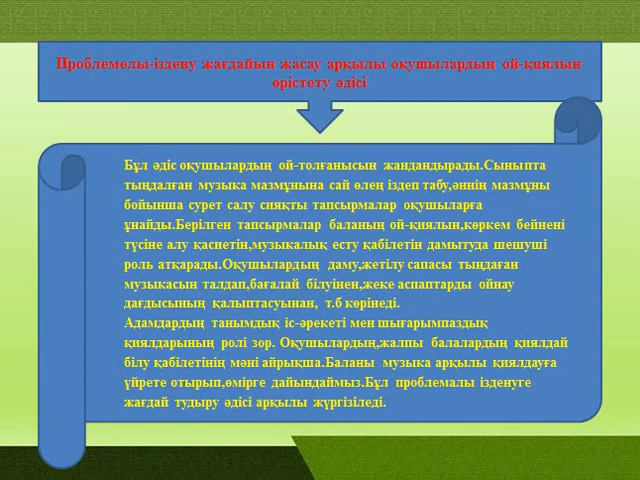 Проблемелы-іздену жағдайын жасау арқылы оқушылардың ой-қиялын
өрістету әдісі
Бұл әдіс оқушылардың ой-толғанысын жандандырады.Сыныпта
тыңдалған музыка мазмұнына сай өлең іздеп табу,әннің мазмұны
бойынша сурет салу сияқты тапсырмалар оқушыларға
ұнайды.Берілген тапсырмалар баланың ой-қиялын,көркем бейнені
түсіне алу қасиетін,музыкалық есту қабілетін дамытуда шешуші
роль атқарады.Оқушылардың даму,жетілу сапасы тыңдаған
музыкасын талдап,бағалай білуінен,жеке аспаптарды ойнау
дағдысының қалыптасуынан, т.б көрінеді.
Адамдардың танымдық іс-әрекеті мен шығармпаздық
қиялдарының ролі зор. Оқушылардың,жалпы балалардың қиялдай
білу қабілетінің мәні айрықша.Баланы музыка арқылы қиялдауға
үйрете отырып,өмірге дайындаймыз.Бұл проблемалы ізденуге
жағдай тудыру әдісі арқылы жүргізіледі.